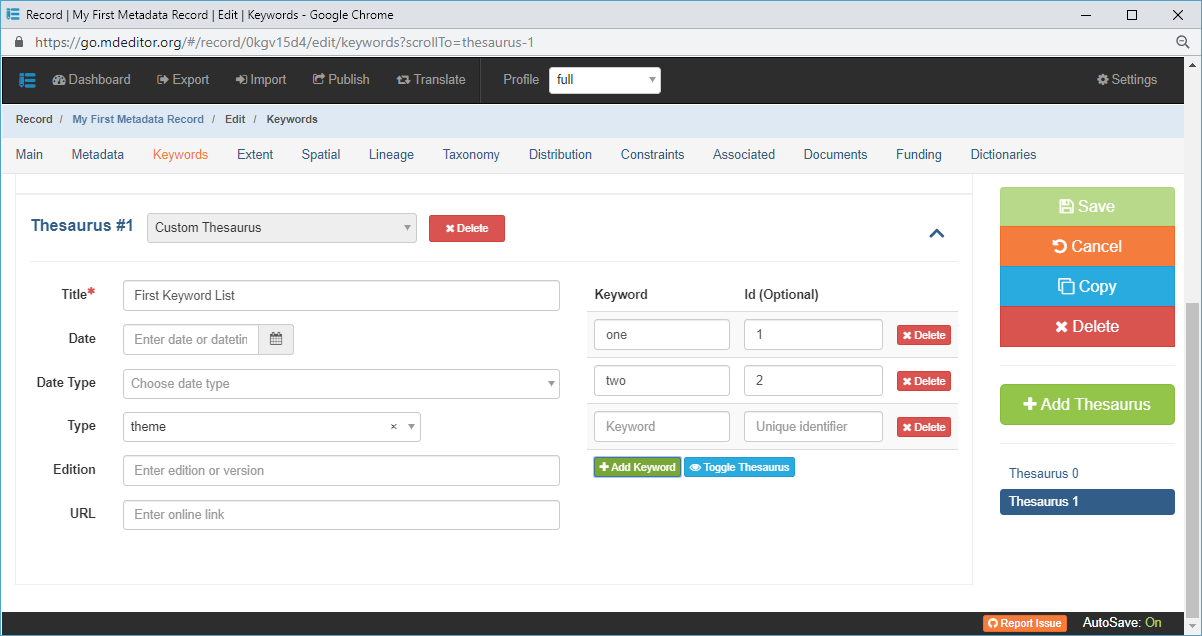 Record | My First Metadata Record | Edit | Keywords - Google Chrome
https://go.mdeditor.org/#/record/0kgv15d4/edit/keywords?scrollTo=thesaurus-1
Dashboard Export Import Publish Translate Profile full Settings
Record / My First Metadata Record / Edit / Keywords
Main Metadata Keywords Extent Spatial Lineage Taxonomy Distribution Constraints Associated Documents Funding Dictionaries
Thesaurus #1 Custom Thesaurus Delete
Title* First Keyword List
Date Enter date or datetin
Date Type Choose date type
Type theme ×
Edition Enter edition or version
URL Enter online link
Keyword Id (Optional)
one 1 Delete
two 2 Delete
Keyword Unique identifier Delete
Add Keyword Toggle Thesaurus
Save
Cancel
Copy
Delete
Add Thesaurus
Thesaurus 0
Thesaurus 1
Report Issue AutoSave: On